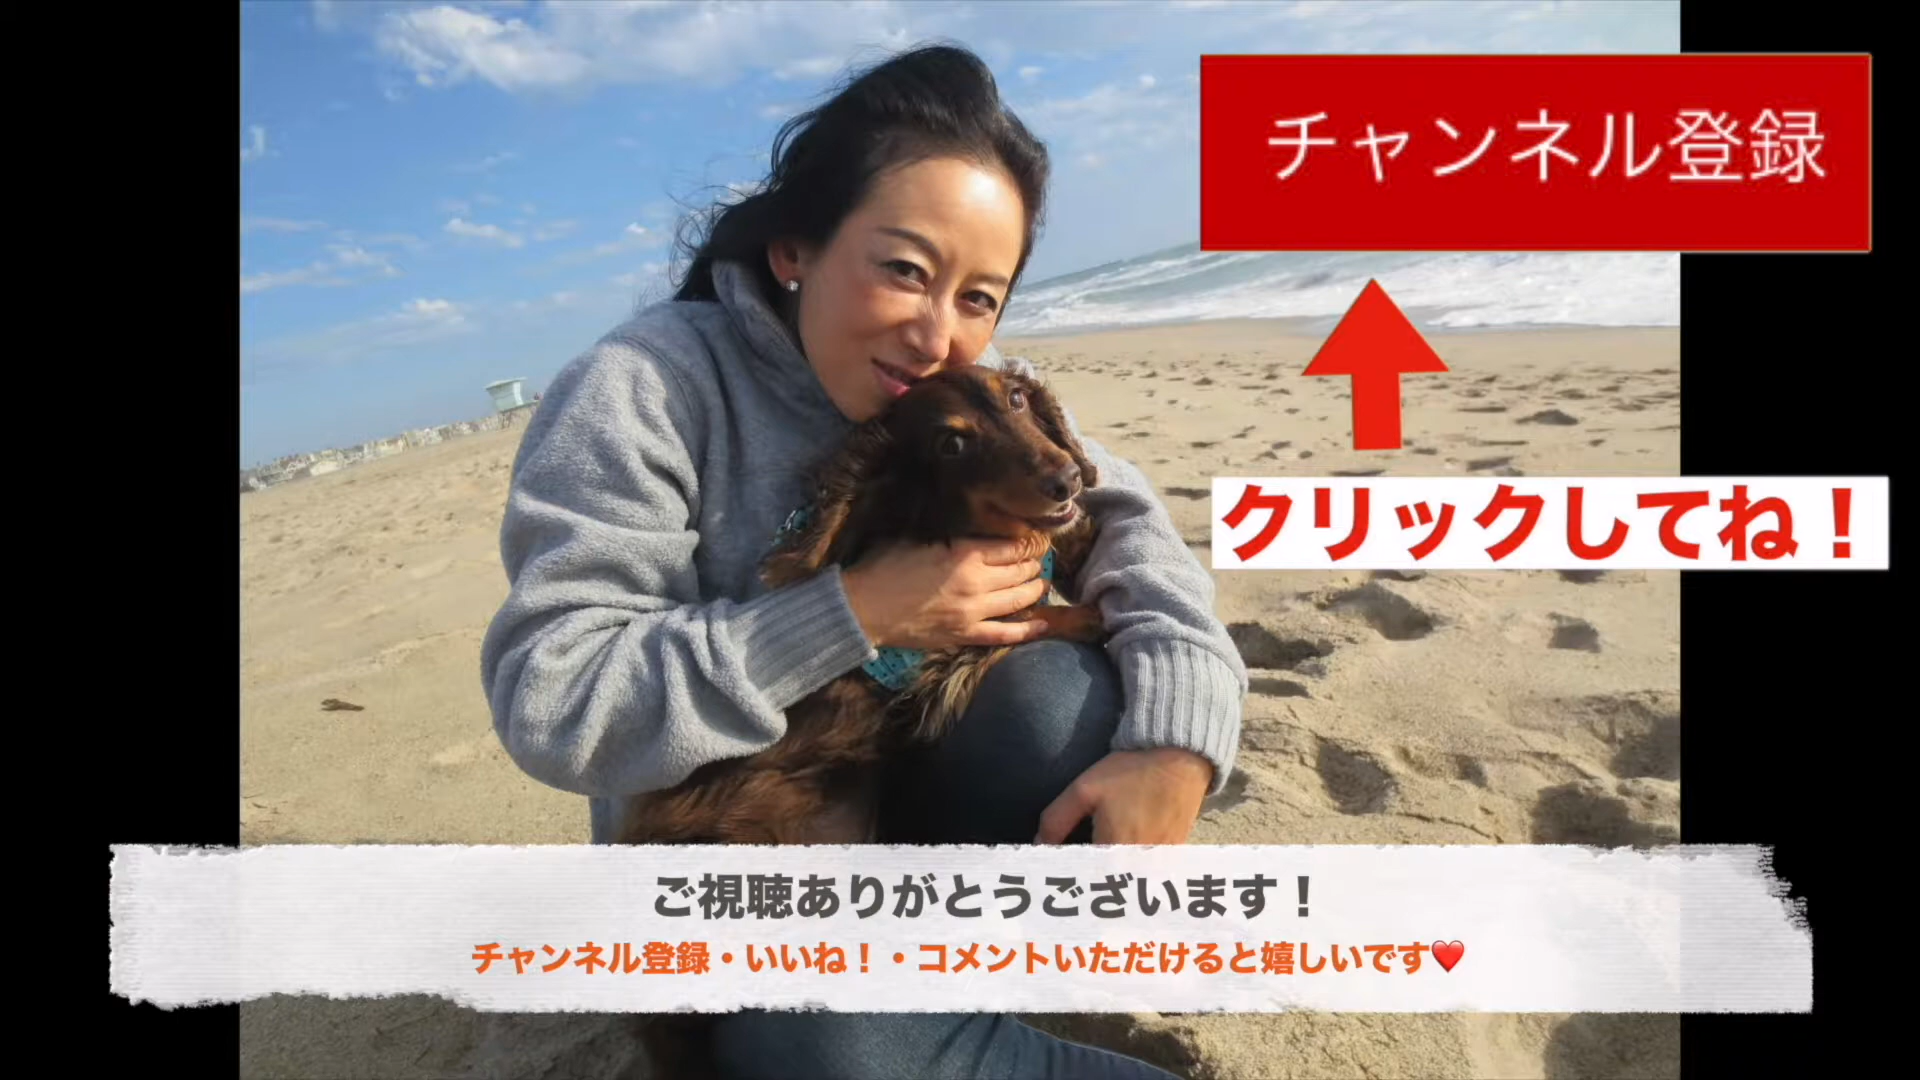 チャンネル登録
クリックしてね！
ご視聴ありがとうございます！
チャンネル登録・いいね！・コメントいただけると嬉しいです❤️